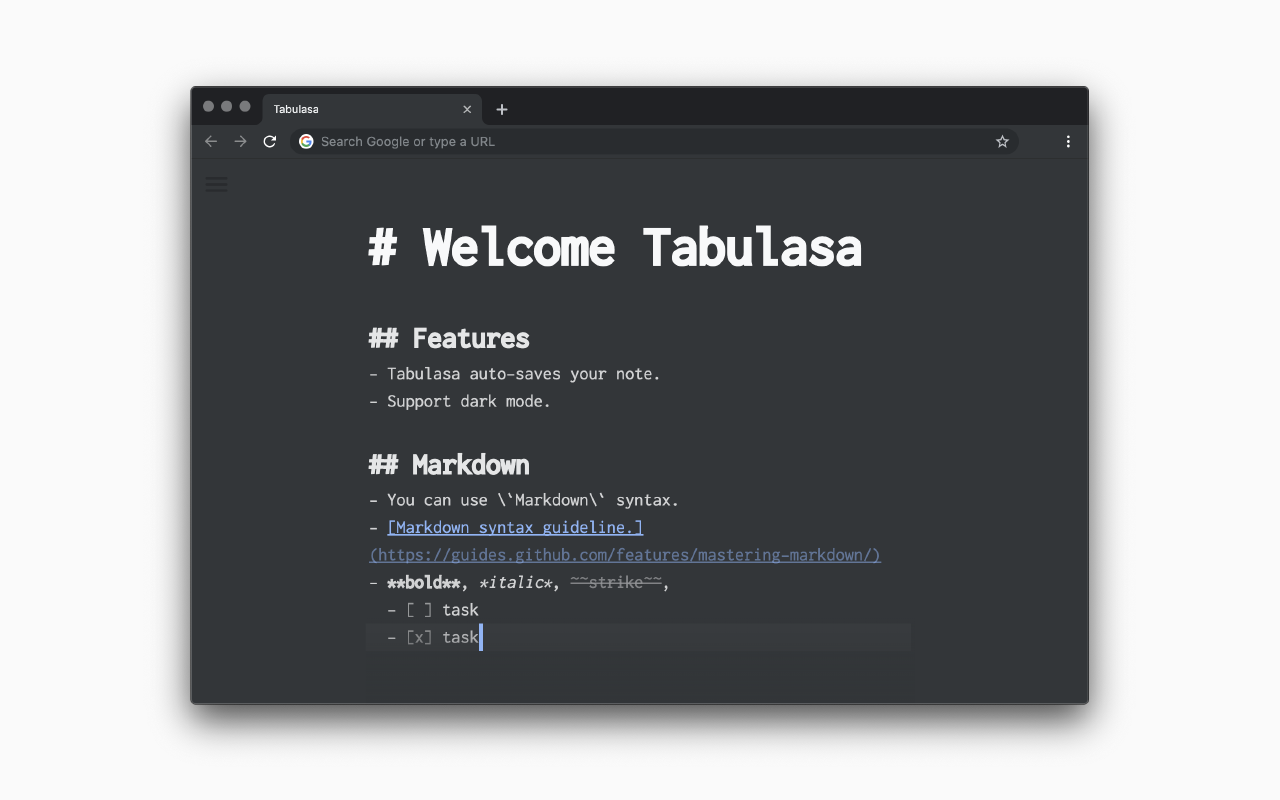 Tabulasa
Search Google or type a URL
# Welcome Tabulasa
## Features
- Tabulasa auto-saves your note.
- Support dark mode.
## Markdown
- You can use \`Markdown\` syntax.
- [Markdown syntax guideline.]
(https://guides.github.com/features/mastering-markdown/)
- **bold**, *italic*, ~~strike~~,
  - [ ] task
  - [x] task